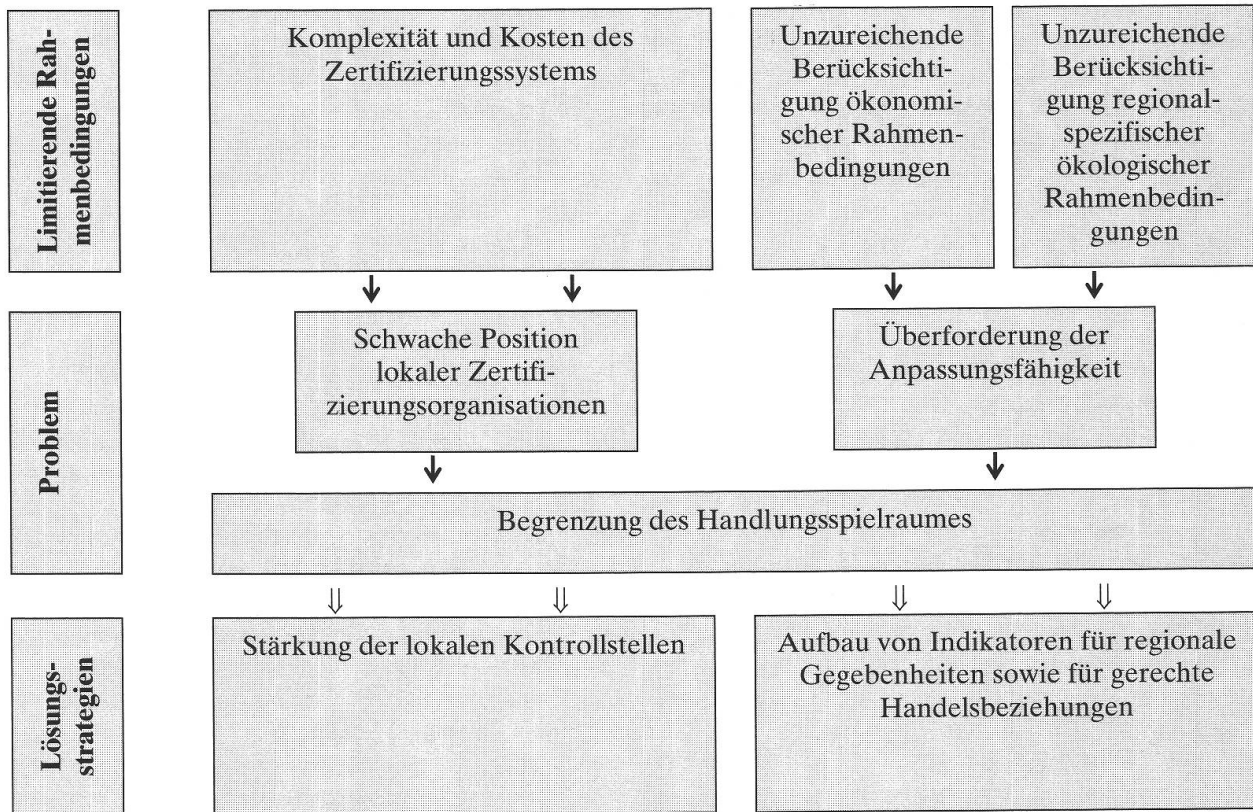 Limitierende Rah-
menbedingungen
Komplexität und Kosten des
Zertifizierungssystems
Unzureichende
Berücksichti-
gung ökonomi-
scher Rahmen-
bedingungen
Unzureichende
Berücksichti-
gung regional-
spezifischer
ökologischer
Rahmenbedin-
gungen
Problem
Schwache Position
lokaler Zertifi-
zierungsorganisationen
Überforderung der
Anpassungsfähigkeit
Begrenzung des Handlungsspielraumes
Lösungs-
strategien
Stärkung der lokalen Kontrollstellen
Aufbau von Indikatoren für regionale
Gegebenheiten sowie für gerechte
Handelsbeziehungen